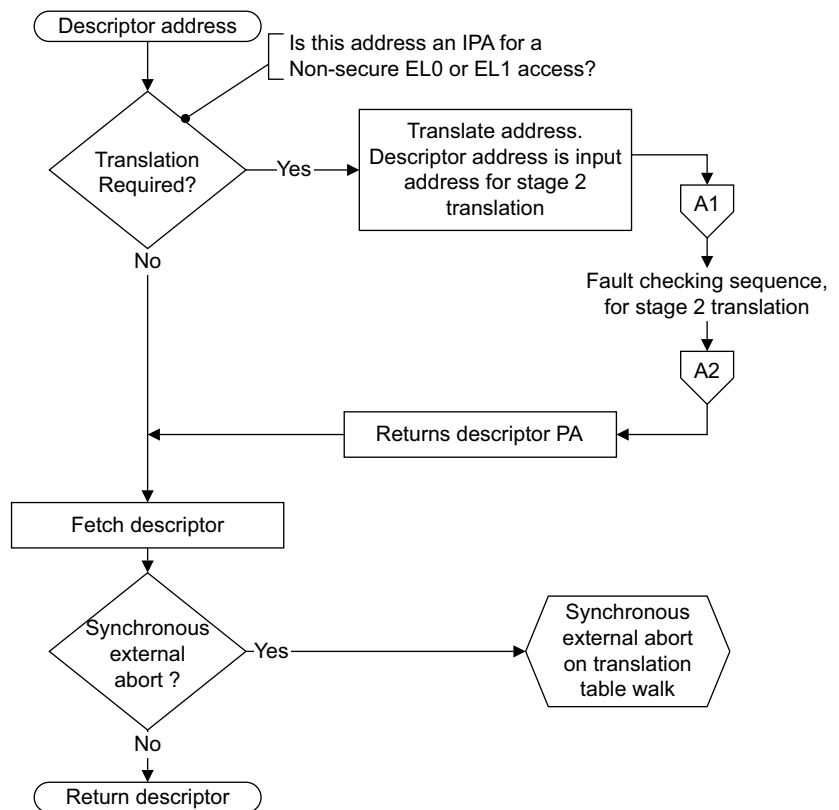 Descriptor address
Is this address an IPA for a
Non-secure EL0 or EL1 access?
Translation
Required?
Yes
Translate address.
Descriptor address is input
address for stage 2
translation
A1
No
Fault checking sequence,
for stage 2 translation
A2
Returns descriptor PA
Fetch descriptor
Synchronous
external
abort ?
Yes
Synchronous
external abort
on translation
table walk
No
Return descriptor